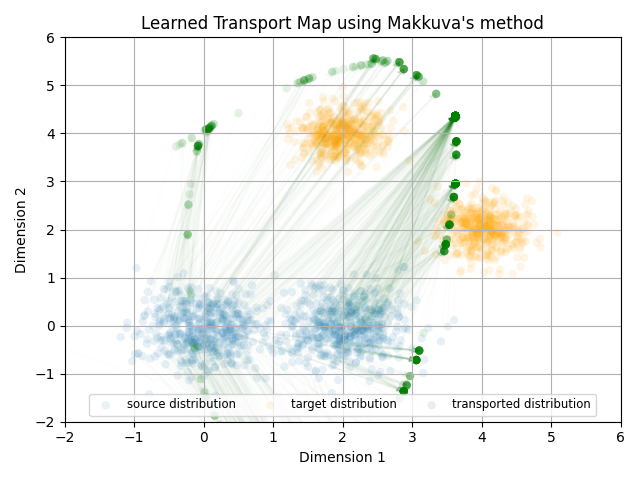 Learned Transport Map using Makkuva's method
6
5
4
3
2
1
0
−1
−2
Dimension 2
source distribution target distribution transported distribution
−2 −1 0 1 2 3 4 5 6
Dimension 1